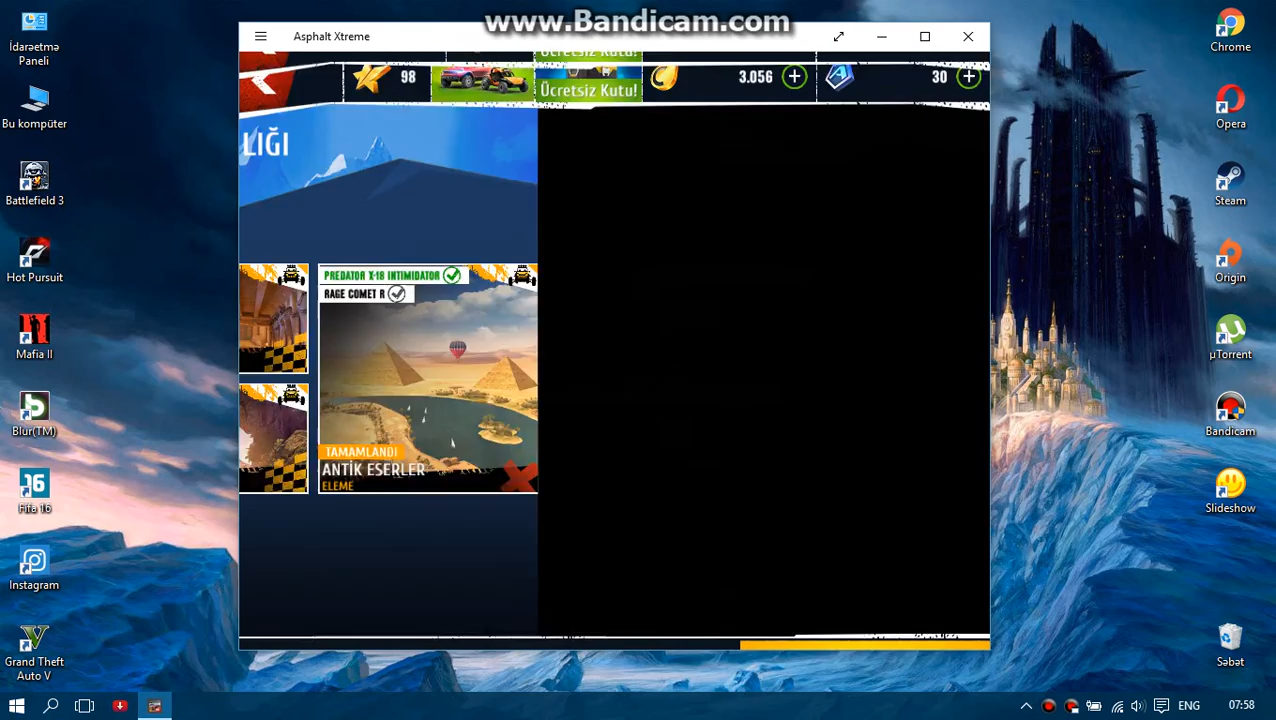 www.Bandicam.com
Asphalt Xtreme
98
Ücretsiz Kutu!
Ücretsiz Kutu!
3.056
30
LIĞI
PREDATOR X-18 INTIMIDATOR
RAGE COMET R
TAMAMLANDI
ANTİK ESERLER
ELEME
İdarəetmə Paneli
Bu kompüter
Battlefield 3
Hot Pursuit
Mafia II
Blur(TM)
Fifa 16
Instagram
Grand Theft Auto V
Chrome
Opera
Steam
Origin
µTorrent
Bandicam
Slideshow
Səbət
ENG
07:58